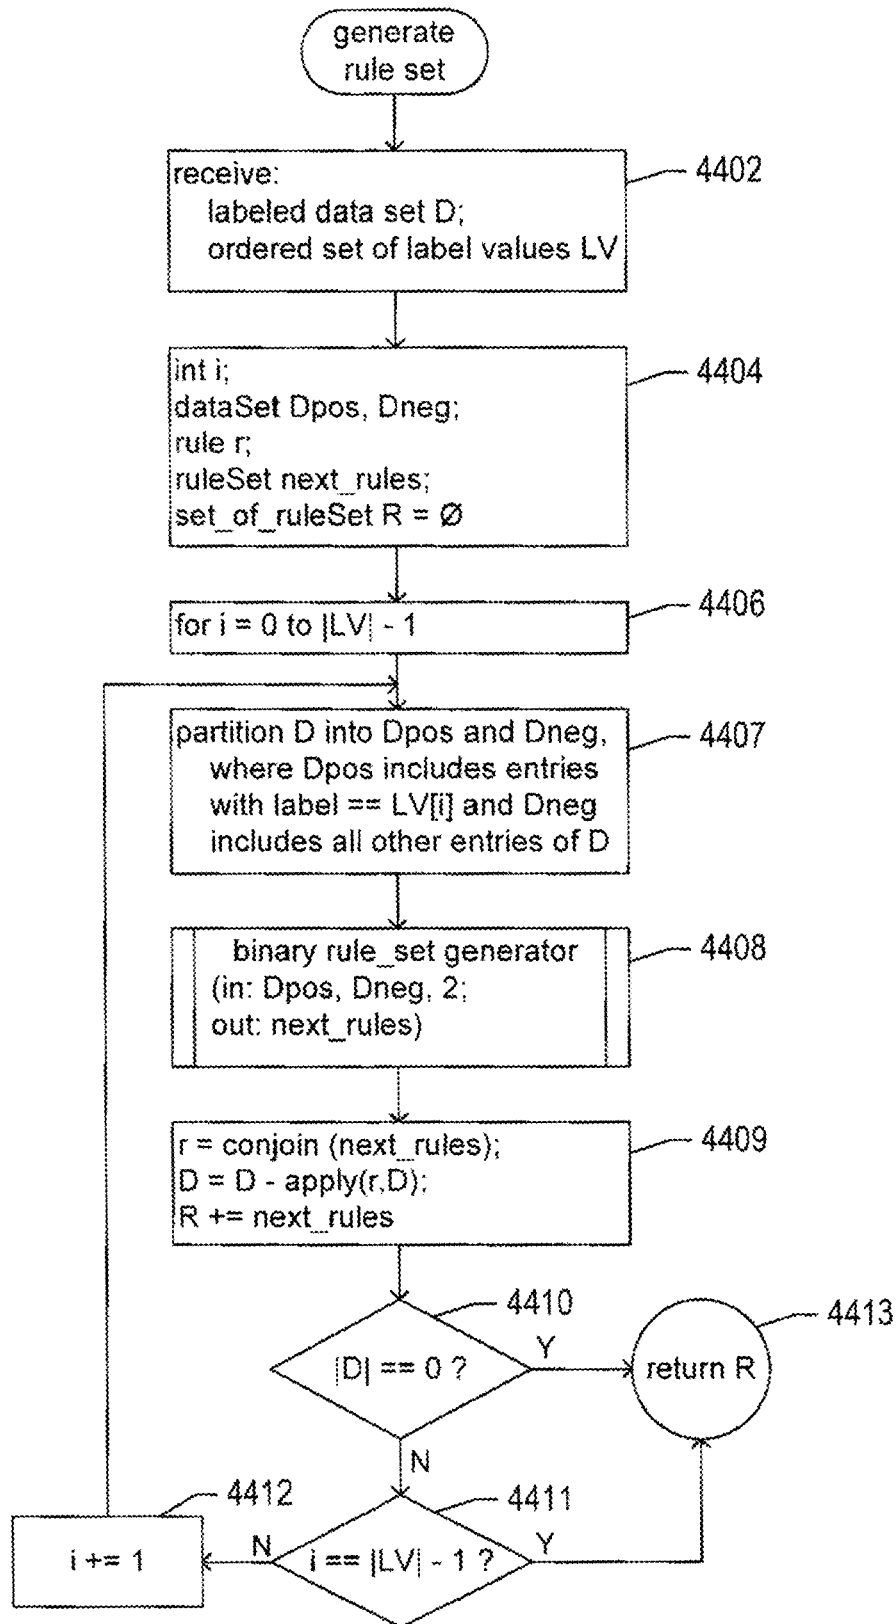 generate
rule set
4402
receive:
labeled data set D;
ordered set of label values LV
4404
int i;
dataSet Dpos, Dneg;
rule r;
ruleSet next_rules;
set_of_ruleSet R = Ø
4406
for i = 0 to |LV| - 1
4407
partition D into Dpos and Dneg,
where Dpos includes entries
with label == LV[i] and Dneg
includes all other entries of D
4408
binary rule_set generator
(in: Dpos, Dneg, 2;
out: next_rules)
4409
r = conjoin (next_rules);
D = D - apply(r,D);
R += next_rules
4410
|D| == 0 ?
Y
4413
return R
N
4411
i == |LV| - 1 ?
Y
N
4412
i += 1